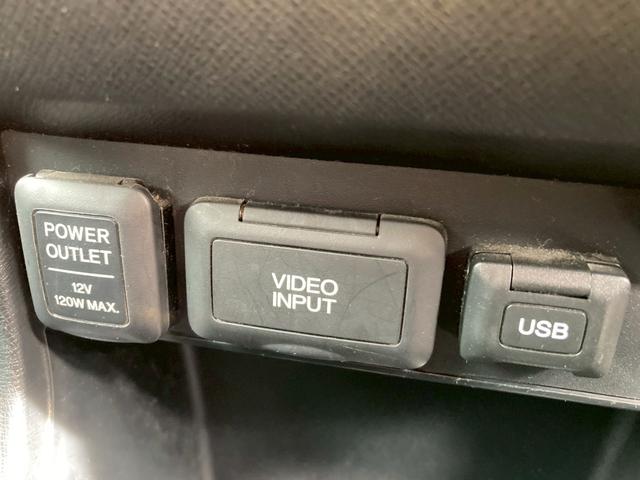 POWER
OUTLET
12V
120W MAX.
VIDEO
INPUT
USB